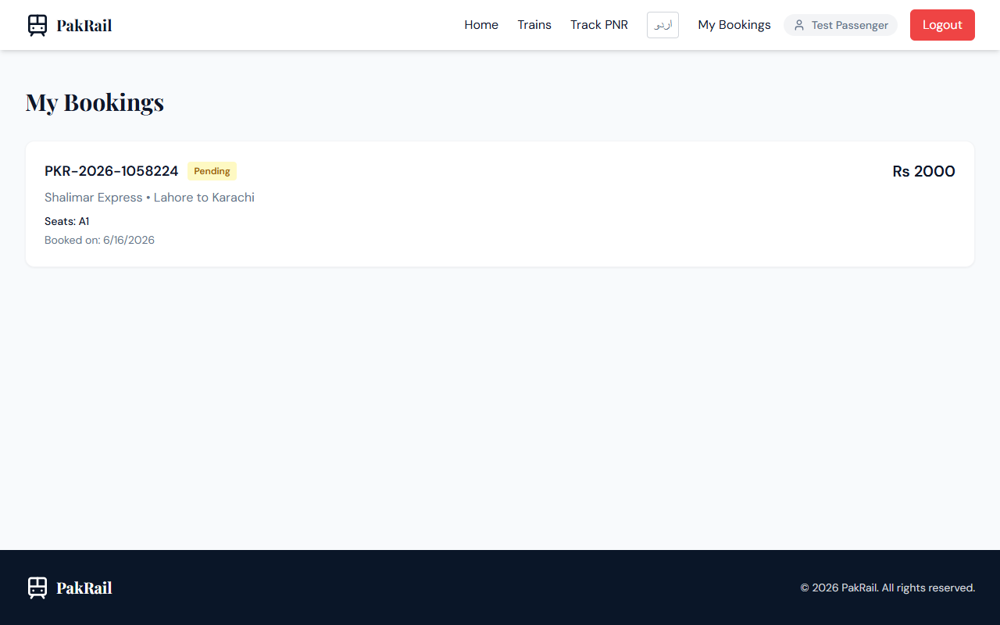 PakRail
Home
Trains
Track PNR
اردو
My Bookings
Test Passenger
Logout
My Bookings
PKR-2026-1058224
Pending
Rs 2000
Shalimar Express • Lahore to Karachi
Seats: A1
Booked on: 6/16/2026
PakRail
© 2026 PakRail. All rights reserved.